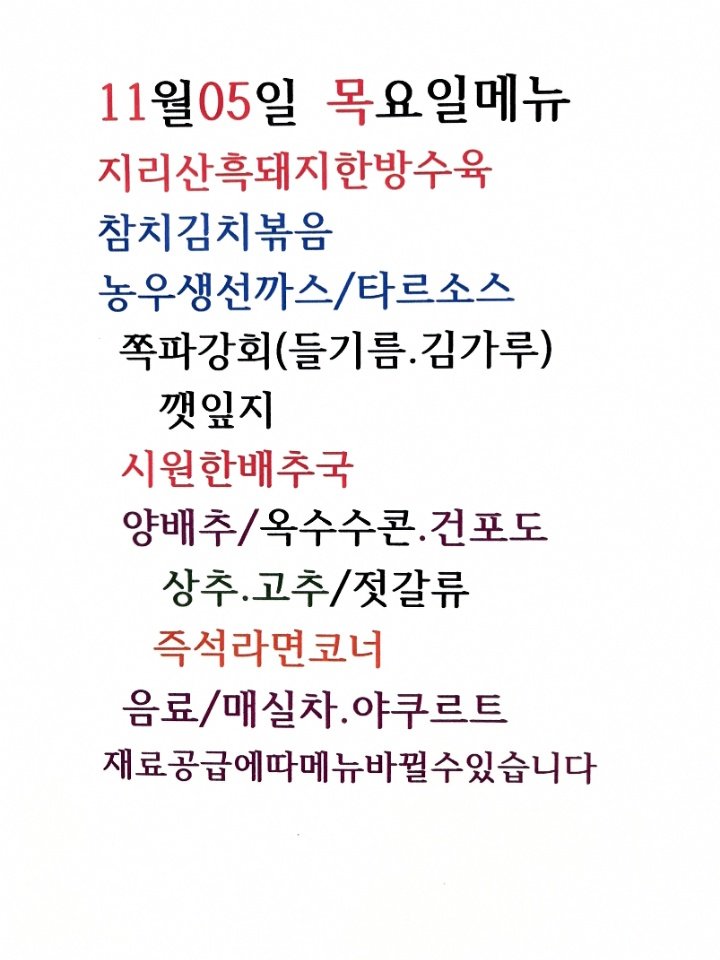 11월05일 목요일메뉴
지리산흑돼지한방수육
참치김치볶음
농우생선까스/타르소스
쪽파강회(들기름.김가루)
깻잎지
시원한배추국
양배추/옥수수콘.건포도
상추.고추/젓갈류
즉석라면코너
음료/매실차.야쿠르트
재료공급에따메뉴바뀔수있습니다